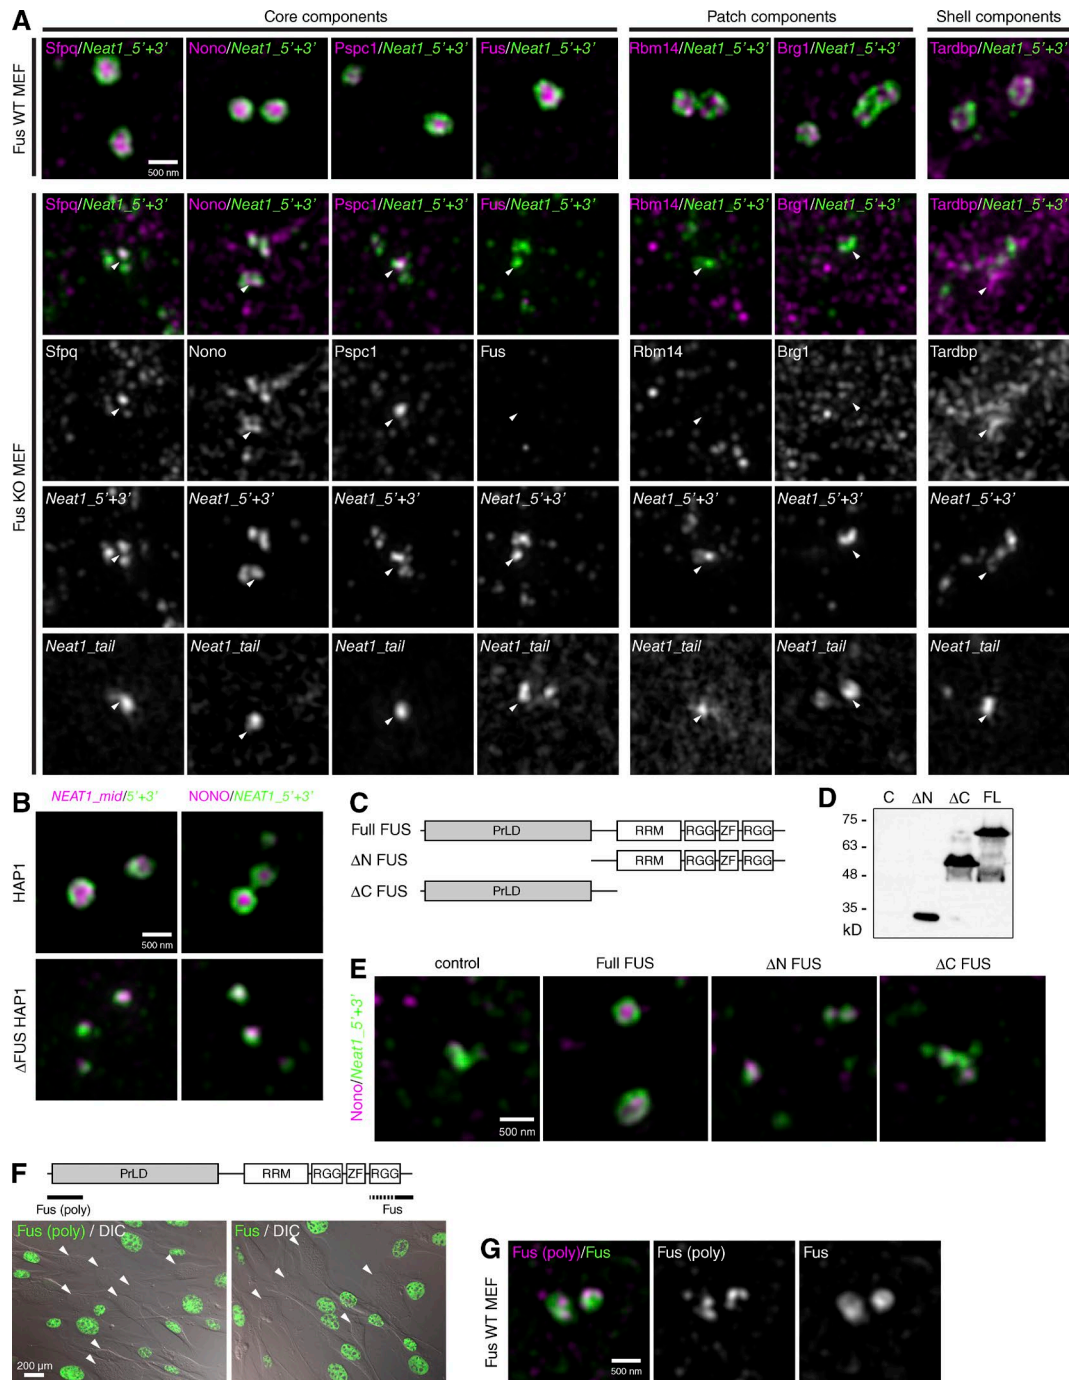 A
Core components
Patch components
Shell components
Fus WT MEF
Sfpq/Neat1_5’+3’
Nono/Neat1_5’+3’
Pspc1/Neat1_5’+3’
Fus/Neat1_5’+3’
Rbm14/Neat1_5’+3’
Brg1/Neat1_5’+3’
Tardbp/Neat1_5’+3’
500 nm
Fus KO MEF
Sfpq/Neat1_5’+3’
Nono/Neat1_5’+3’
Pspc1/Neat1_5’+3’
Fus/Neat1_5’+3’
Rbm14/Neat1_5’+3’
Brg1/Neat1_5’+3’
Tardbp/Neat1_5’+3’
Sfpq
Nono
Pspc1
Fus
Rbm14
Brg1
Tardbp
Neat1_5’+3’
Neat1_5’+3’
Neat1_5’+3’
Neat1_5’+3’
Neat1_5’+3’
Neat1_5’+3’
Neat1_5’+3’
Neat1_tail
Neat1_tail
Neat1_tail
Neat1_tail
Neat1_tail
Neat1_tail
Neat1_tail
B
NEAT1_mid/5’+3’
NONO/NEAT1_5’+3’
HAP1
500 nm
ΔFUS HAP1
C
Full FUS
PrLD
RRM
RGG
ZF
RGG
ΔN FUS
RRM
RGG
ZF
RGG
ΔC FUS
PrLD
D
C
ΔN
ΔC
FL
75 -
63 -
48 -
35 -
kD
E
control
Full FUS
ΔN FUS
ΔC FUS
Nono/Neat1_5’+3’
500 nm
F
PrLD
RRM
RGG
ZF
RGG
Fus (poly)
Fus
Fus (poly) / DIC
Fus / DIC
200 μm
G
Fus WT MEF
Fus (poly)/Fus
Fus (poly)
Fus
500 nm